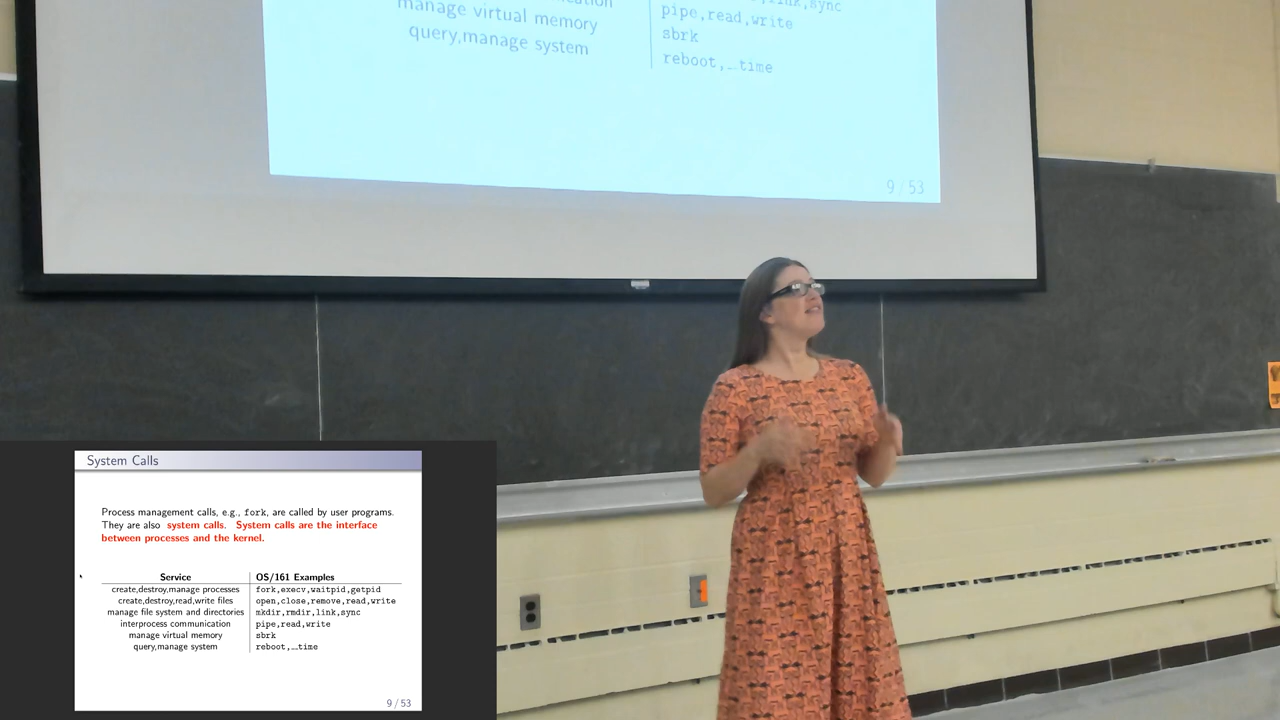 manage virtual memory
query,manage system
pipe,read,write
sbrk
reboot,__time
9 / 53
System Calls
Process management calls, e.g., fork, are called by user programs.
They are also system calls. System calls are the interface
between processes and the kernel.
Service OS/161 Examples
create,destroy,manage processes fork,execv,waitpid,getpid
create,destroy,read,write files open,close,remove,read,write
manage file system and directories mkdir,rmdir,link,sync
interprocess communication pipe,read,write
manage virtual memory sbrk
query,manage system reboot,__time
9 / 53